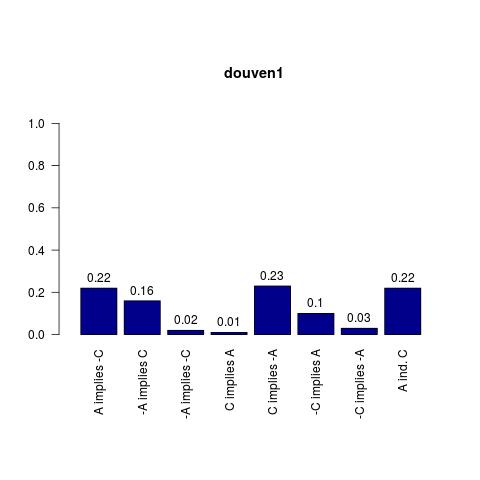 douven1
1.0
0.8
0.6
0.4
0.2
0.0
0.22
0.16
0.02
0.01
0.23
0.1
0.03
0.22
A implies -C
-A implies C
-A implies -C
C implies A
C implies -A
-C implies A
-C implies -A
A ind. C